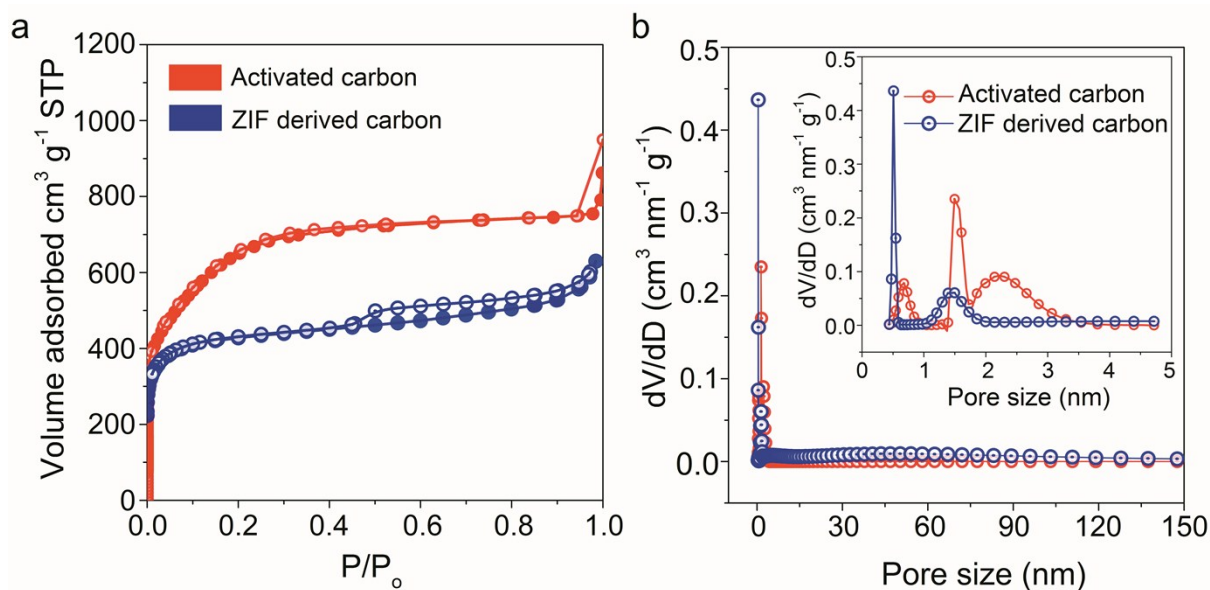 a
Volume adsorbed cm³ g⁻¹ STP
1200
1000
800
600
400
200
0
Activated carbon
ZIF derived carbon
0.0 0.2 0.4 0.6 0.8 1.0
P/Pₒ
b
dV/dD (cm³ nm⁻¹ g⁻¹)
0.5
0.4
0.3
0.2
0.1
0.0
0 30 60 90 120 150
Pore size (nm)
dV/dD (cm³ nm⁻¹ g⁻¹)
0.5
0.4
0.3
0.2
0.1
0.0
Activated carbon
ZIF derived carbon
0 1 2 3 4 5
Pore size (nm)